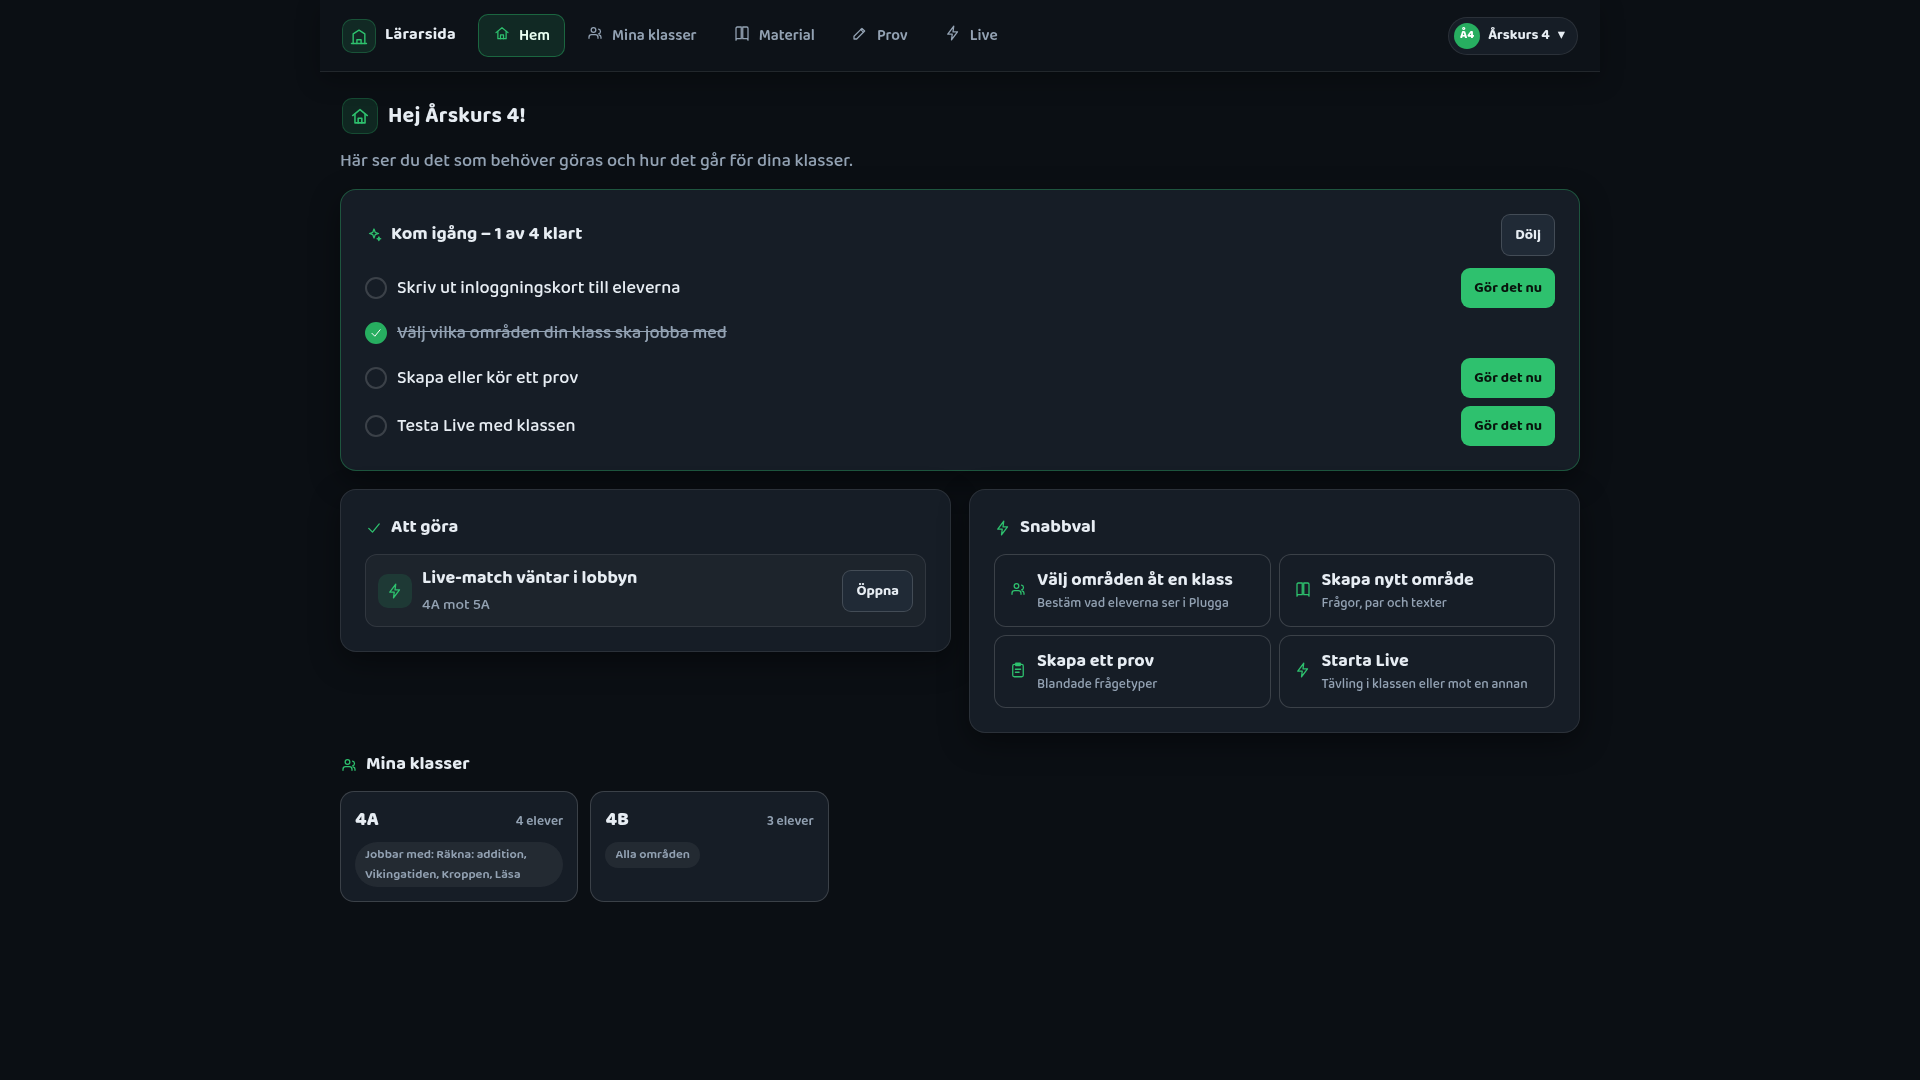 Lärarsida
Hem
Mina klasser
Material
Prov
Live
Å4
Årskurs 4 ▼
Hej Årskurs 4!
Här ser du det som behöver göras och hur det går för dina klasser.
Kom igång – 1 av 4 klart
Dölj
Skriv ut inloggningskort till eleverna
Gör det nu
Välj vilka områden din klass ska jobba med
Skapa eller kör ett prov
Gör det nu
Testa Live med klassen
Gör det nu
Att göra
Live-match väntar i lobbyn
4A mot 5A
Öppna
Snabbval
Välj områden åt en klass
Bestäm vad eleverna ser i Plugga
Skapa nytt område
Frågor, par och texter
Skapa ett prov
Blandade frågetyper
Starta Live
Tävling i klassen eller mot en annan
Mina klasser
4A
4 elever
Jobbar med: Räkna: addition,
Vikingatiden, Kroppen, Läsa
4B
3 elever
Alla områden